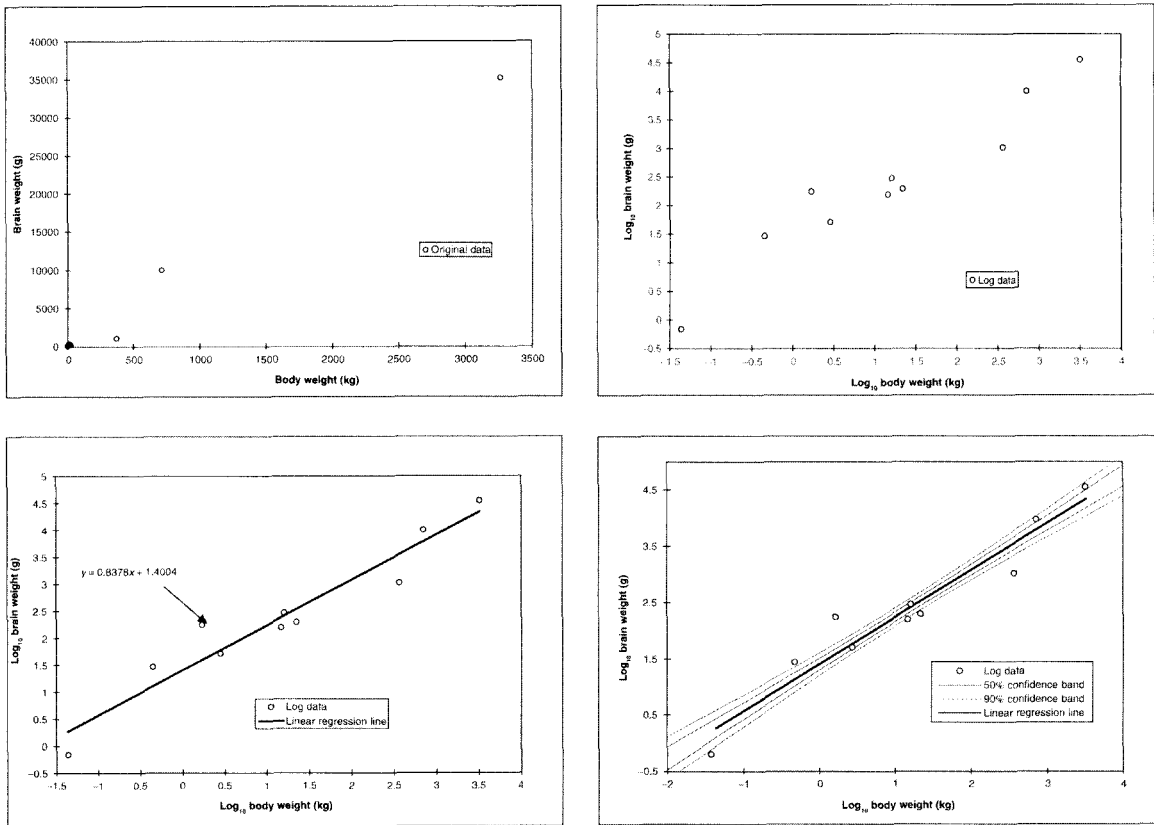 40000
35000
30000
25000
20000
15000
10000
5000
0
Brain weight (g)
Original data
0 500 1000 1500 2000 2500 3000 3500
Body weight (kg)
5
4.5
4
3.5
3
2.5
2
1.5
1
0.5
0
-0.5
Log₁₀ brain weight (g)
Log data
-1.5 -1 -0.5 0 0.5 1 1.5 2 2.5 3 3.5 4
Log₁₀ body weight (kg)
5
4.5
4
3.5
3
2.5
2
1.5
1
0.5
0
-0.5
Log₁₀ brain weight (g)
y = 0.8378x + 1.4004
Log data
Linear regression line
-1.5 -1 -0.5 0 0.5 1 1.5 2 2.5 3 3.5 4
Log₁₀ body weight (kg)
4.5
3.5
2.5
1.5
0.5
-0.5
Log₁₀ brain weight (g)
Log data
50% confidence band
90% confidence band
Linear regression line
-2 -1 0 1 2 3 4
Log₁₀ body weight (kg)